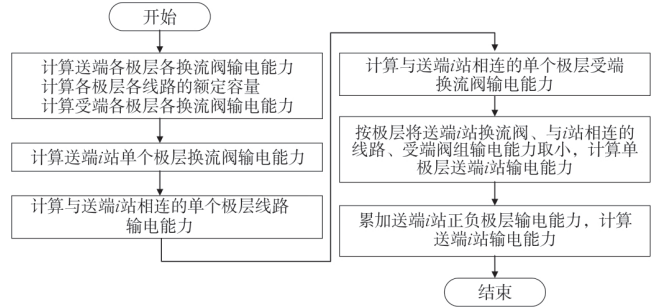 开始
计算送端各极层各换流阀输电能力
计算各极层各线路的额定容量
计算受端各极层各换流阀输电能力
计算送端i站单个极层换流阀输电能力
计算与送端i站相连的单个极层线路
输电能力
计算与送端i站相连的单个极层受端
换流阀输电能力
按极层将送端i站换流阀、与i站相连的
线路、受端阀组输电能力取小，计算单
极层送端i站输电能力
累加送端i站正负极层输电能力，计算
送端i站输电能力
结束